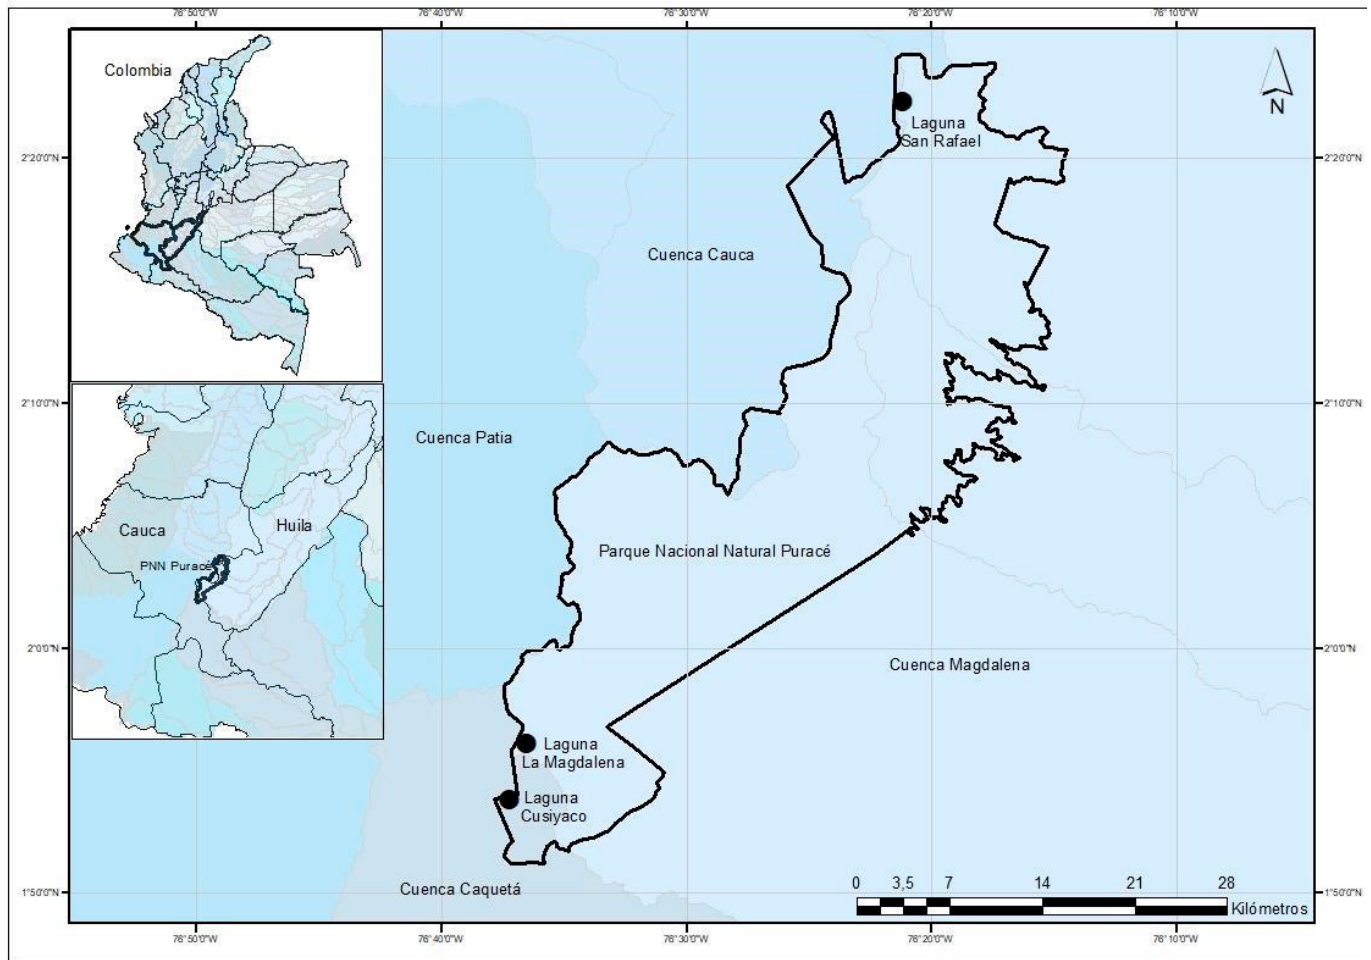 76°50'0"W
76°40'0"W
76°30'0"W
76°20'0"W
76°10'0"W
Colombia
N
Laguna
San Rafael
2°20'0"N
2°20'0"N
Cuenca Cauca
2°10'0"N
2°10'0"N
Cuenca Patia
Cauca
Huila
PNN Puracé
Parque Nacional Natural Puracé
2°0'0"N
2°0'0"N
Cuenca Magdalena
Laguna
La Magdalena
Laguna
Cusiyaco
Cuenca Caquetá
0 3,5 7 14 21 28
Kilómetros
1°50'0"N
1°50'0"N
76°50'0"W
76°40'0"W
76°30'0"W
76°20'0"W
76°10'0"W